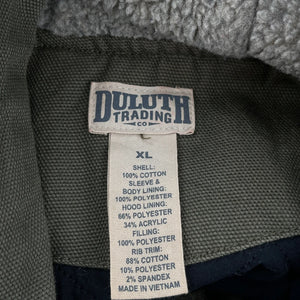 DULUTH
TRADING
CO
XL
SHELL:
100% COTTON
SLEEVE &
BODY LINING:
100% POLYESTER
HOOD LINING:
66% POLYESTER
34% ACRYLIC
FILLING:
100% POLYESTER
RIB TRIM:
88% COTTON
10% POLYESTER
2% SPANDEX
MADE IN VIETNAM